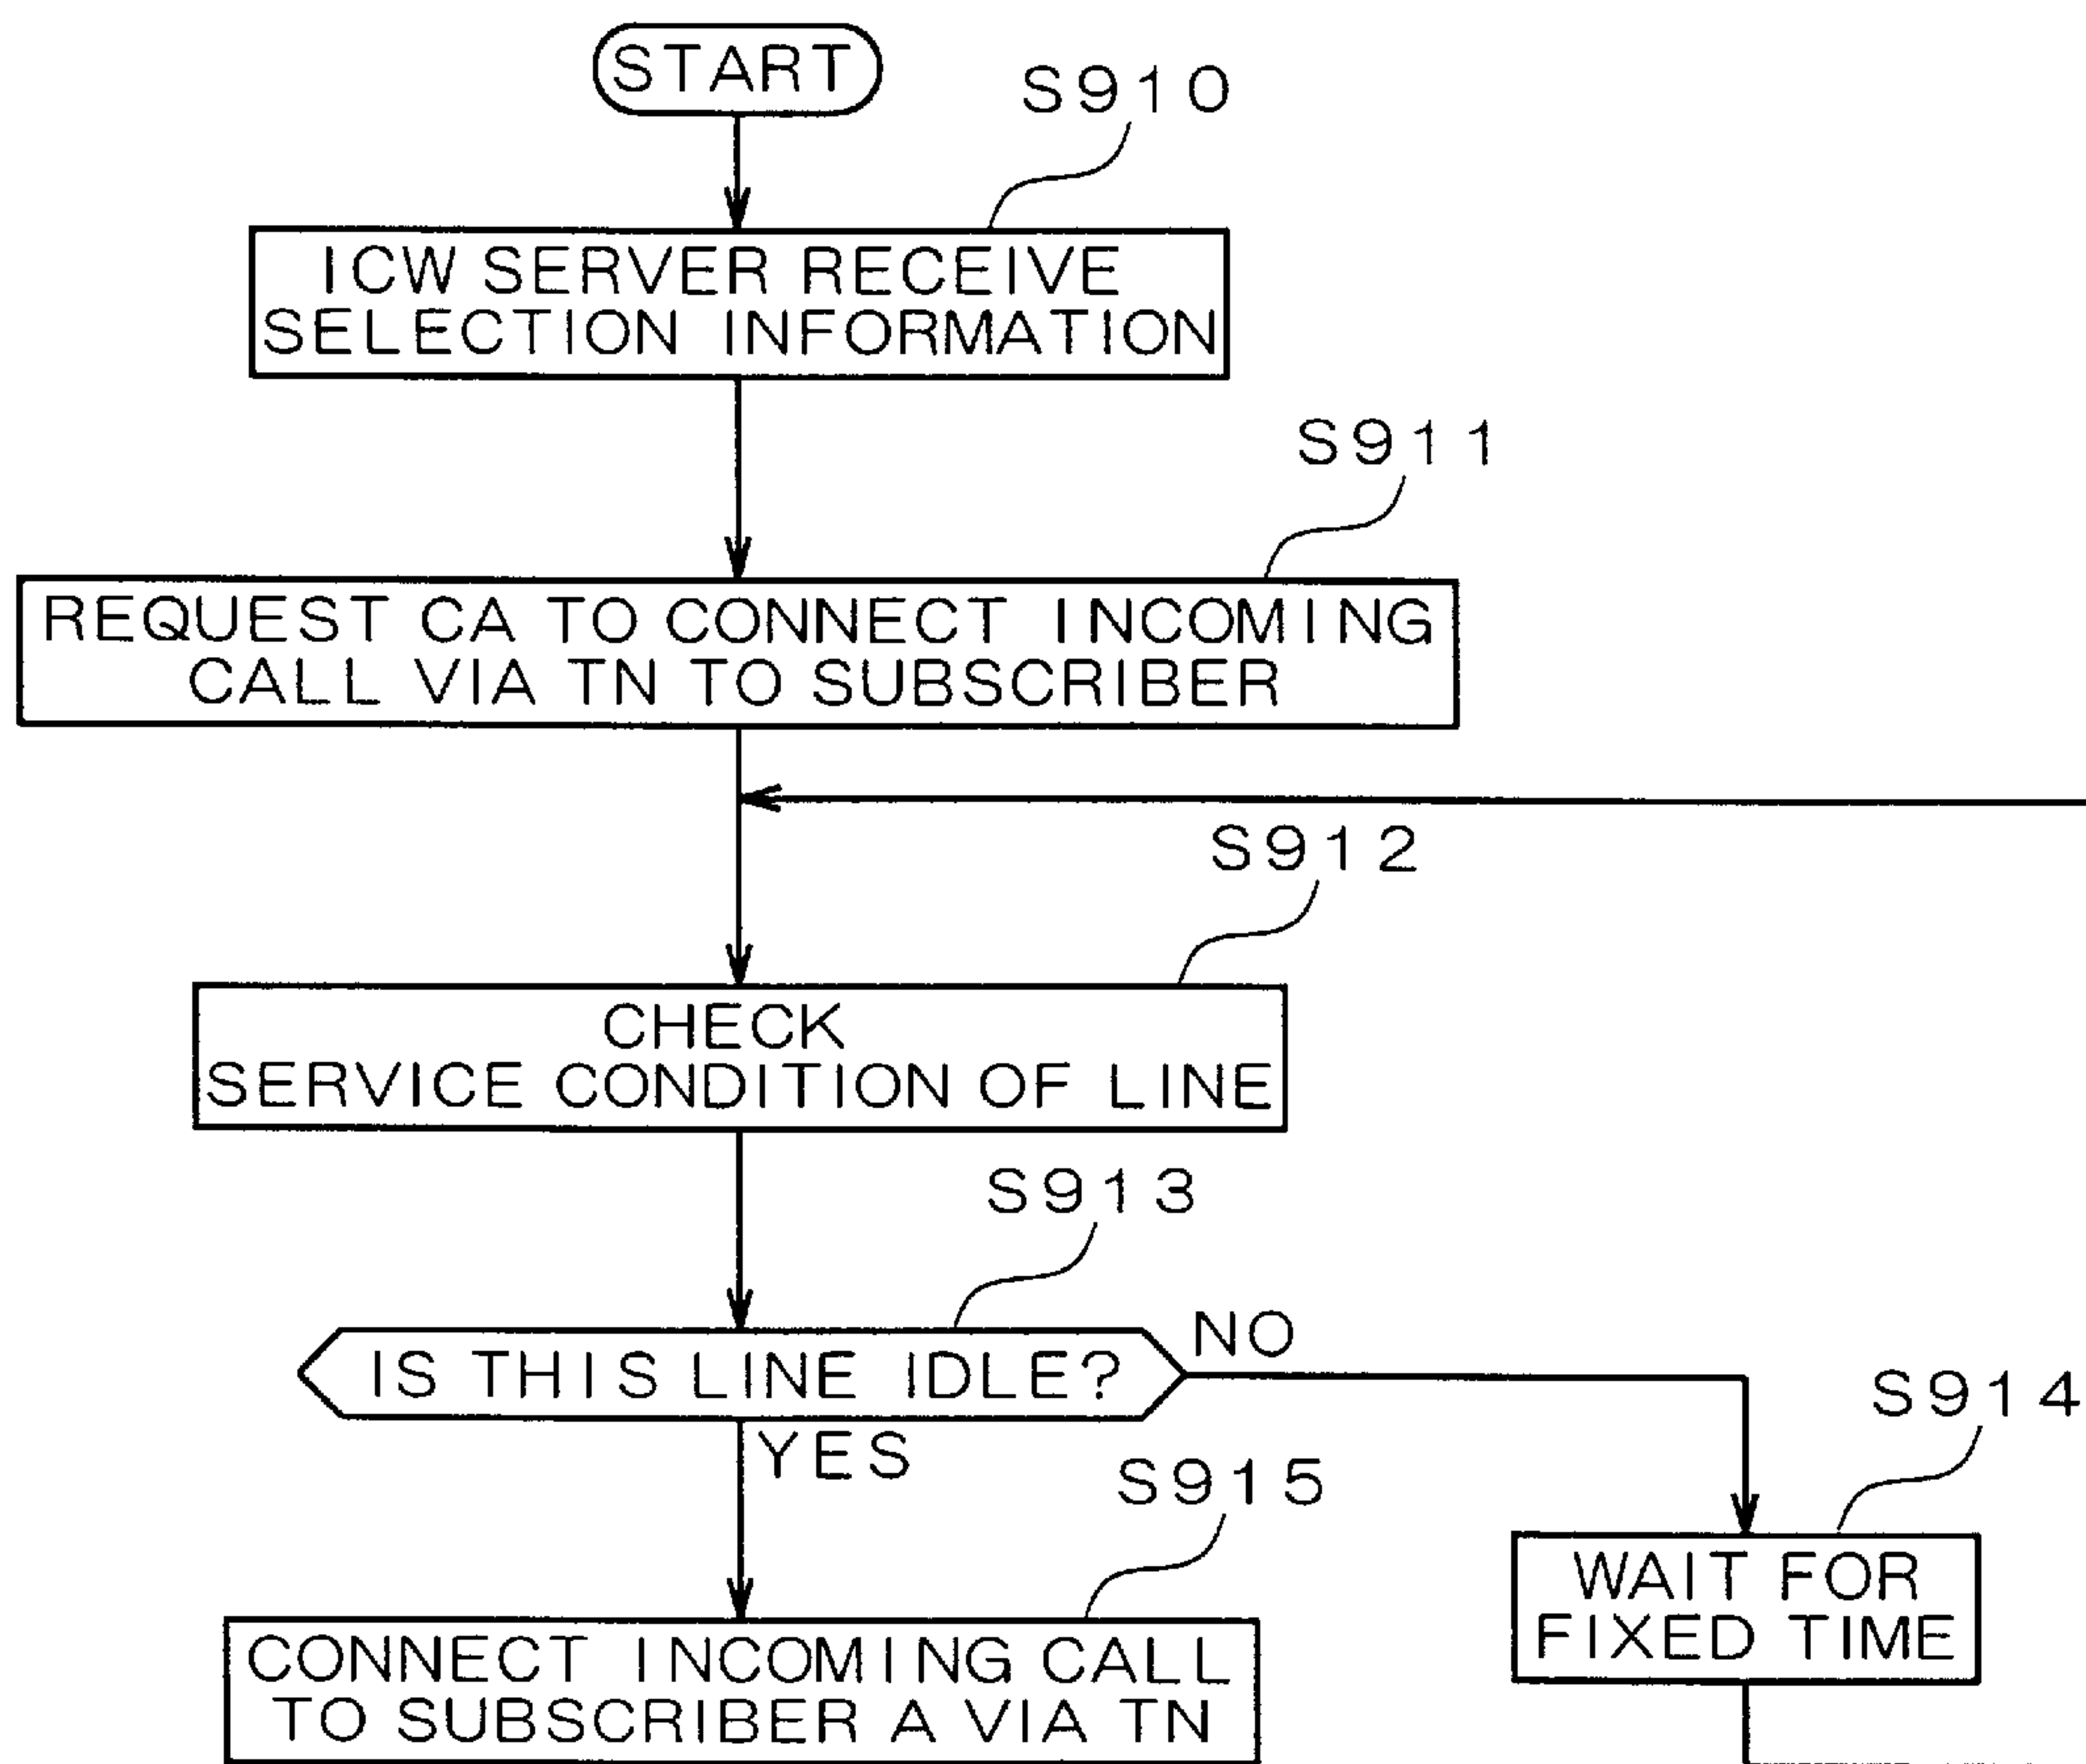 START
S910
ICW SERVER RECEIVE
SELECTION INFORMATION
S911
REQUEST CA TO CONNECT INCOMING
CALL VIA TN TO SUBSCRIBER
S912
CHECK
SERVICE CONDITION OF LINE
S913
IS THIS LINE IDLE?
NO
YES
S914
WAIT FOR
FIXED TIME
S915
CONNECT INCOMING CALL
TO SUBSCRIBER A VIA TN